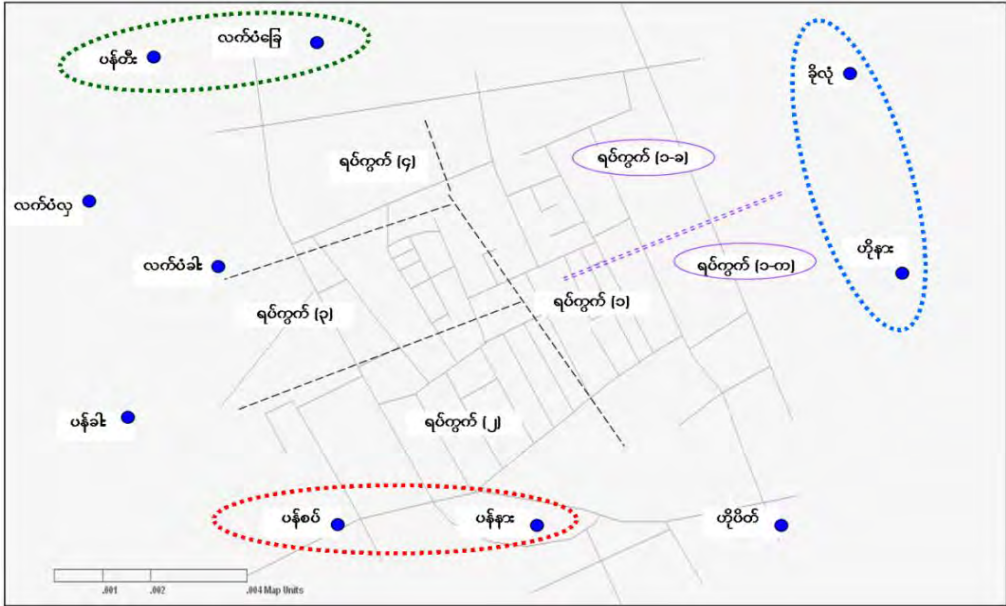 လက်ပံခြေ
ပန်တီး
ခိုလုံ
ရပ်ကွက် (၄)
ရပ်ကွက် (၁-ခ)
လက်ပံလှ
လက်ပံခါး
ဟိုနား
ရပ်ကွက် (၁-က)
ရပ်ကွက် (၃)
ရပ်ကွက် (၁)
ပန်ခါး
ရပ်ကွက် (၂)
ပန်စပ်
ပန်နား
ဟိုပိတ်
.001 .002 .004 Map Units